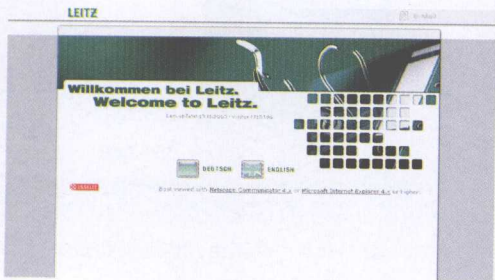 LEITZ
Willkommen bei Leitz.
Welcome to Leitz.
DEUTSCH ENGLISH
Best viewed with Netscape Communicator 4.x or Microsoft Internet Explorer 4.x or higher.